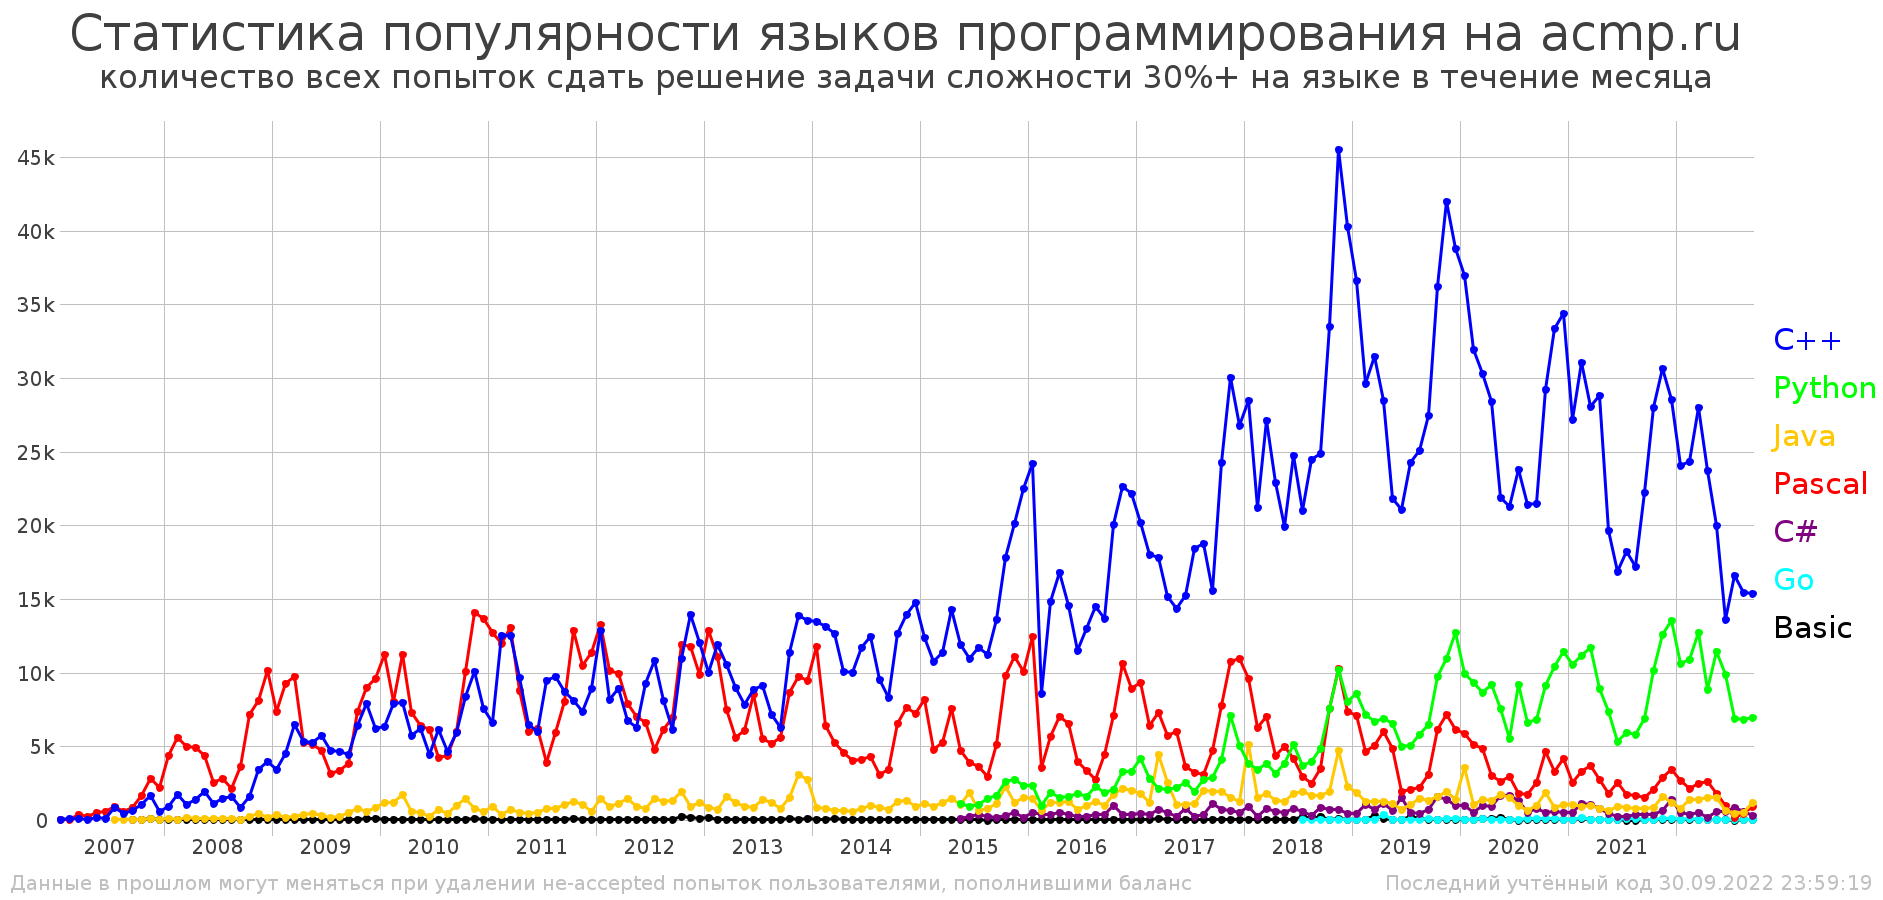 Статистика популярности языков программирования на acmp.ru
количество всех попыток сдать решение задачи сложности 30%+ на языке в течение месяца
45k
40k
35k
30k
25k
20k
15k
10k
5k
0
2007 2008 2009 2010 2011 2012 2013 2014 2015 2016 2017 2018 2019 2020 2021
C++
Python
Java
Pascal
C#
Go
Basic
Данные в прошлом могут меняться при удалении не-accepted попыток пользователями, пополнившими баланс
Последний учтённый код 30.09.2022 23:59:19